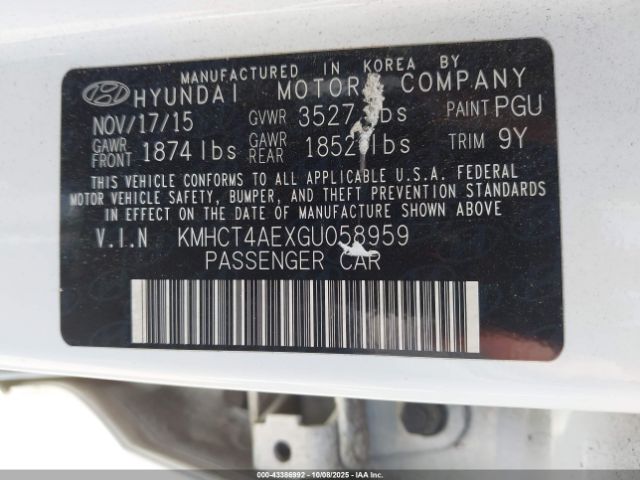 MANUFACTURED IN KOREA BY
HYUNDAI MOTOR COMPANY
NOV/17/15 GVWR 3527 lbs PAINT PGU
GAWR FRONT 1874 lbs GAWR REAR 1852 lbs TRIM 9Y
THIS VEHICLE CONFORMS TO ALL APPLICABLE U.S.A. FEDERAL
MOTOR VEHICLE SAFETY, BUMPER, AND THEFT PREVENTION STANDARDS
IN EFFECT ON THE DATE OF MANUFACTURE SHOWN ABOVE.
V.I.N KMHCT4AEXGU058959
PASSENGER CAR
000-43386992 | 10/08/2025 | Copyright IAA, Inc.